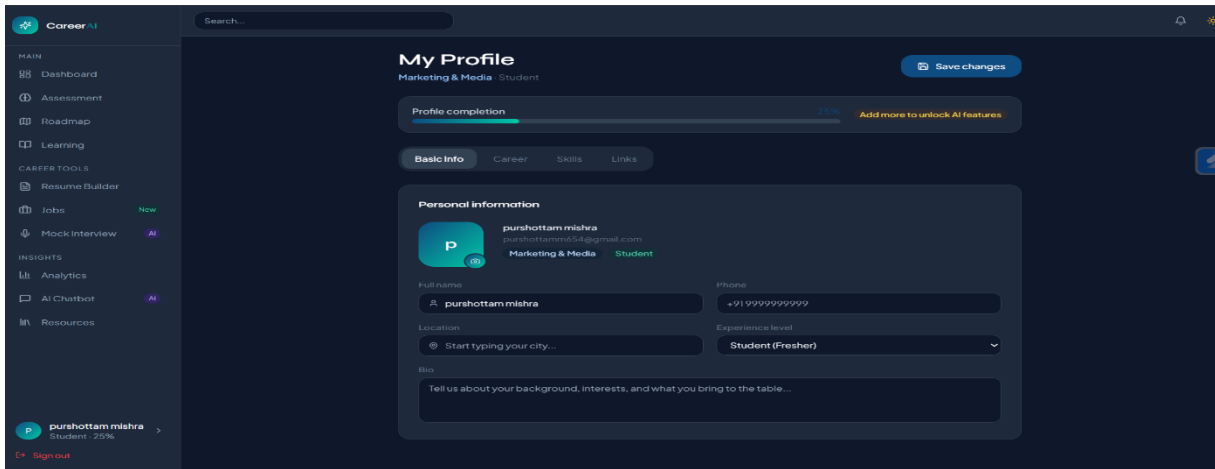 CareerAI
Search...
MAIN
Dashboard
Assessment
Roadmap
Learning
CAREER TOOLS
Resume Builder
Jobs New
Mock Interview AI
INSIGHTS
Analytics
AI Chatbot AI
Resources
purshottam mishra
Student · 25%
Sign out
My Profile
Save changes
Marketing & Media · Student
Profile completion 25%
Add more to unlock AI features
Basic Info Career Skills Links
Personal information
P
purshottam mishra
purshottamm654@gmail.com
Marketing & Media Student
Full name Phone
purshottam mishra +91 9999999999
Location Experience level
Start typing your city... Student (Fresher)
Bio
Tell us about your background, interests, and what you bring to the table...
P